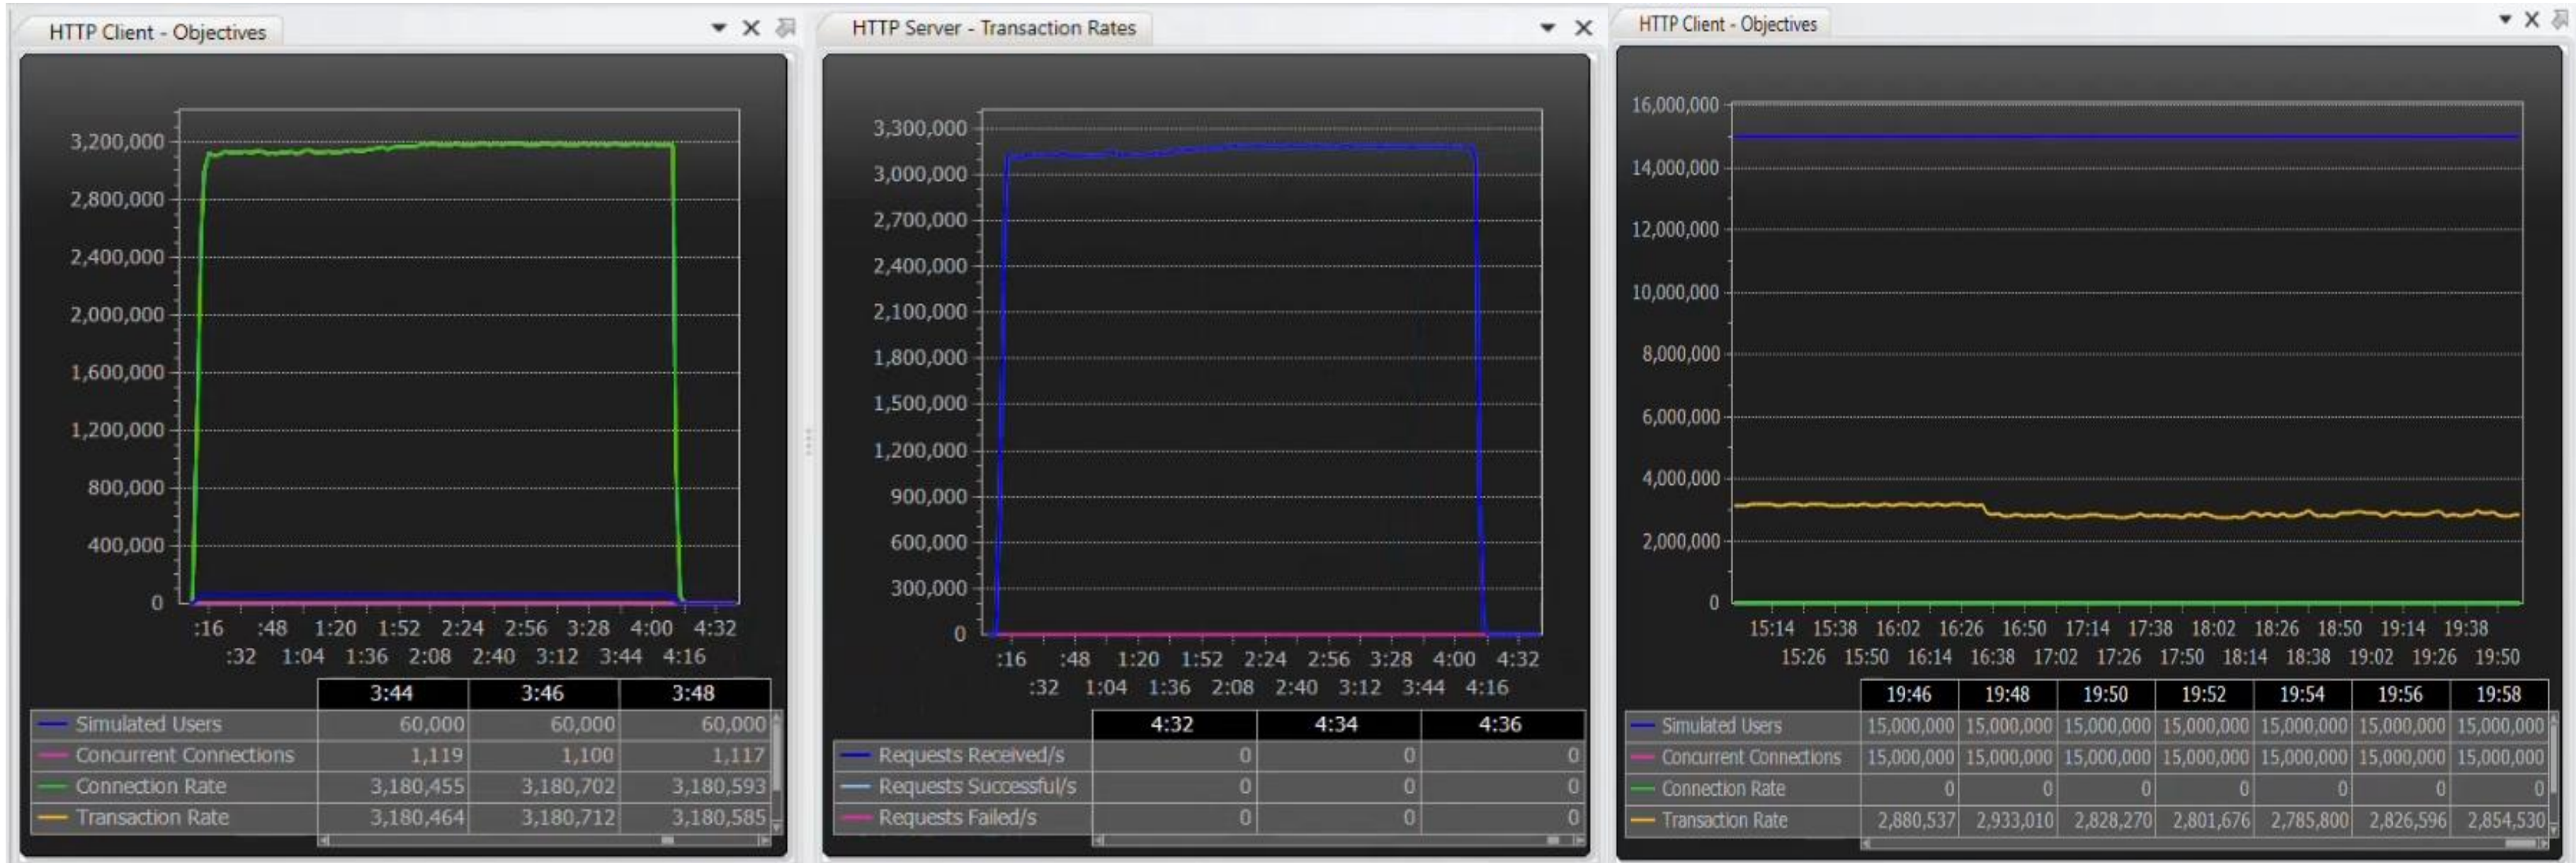 HTTP Client - Objectives
3,200,000
2,800,000
2,400,000
2,000,000
1,600,000
1,200,000
800,000
400,000
0
:16 :48 1:20 1:52 2:24 2:56 3:28 4:00 4:32
:32 1:04 1:36 2:08 2:40 3:12 3:44 4:16
3:44 3:46 3:48
Simulated Users 60,000 60,000 60,000
Concurrent Connections 1,119 1,100 1,117
Connection Rate 3,180,455 3,180,702 3,180,593
Transaction Rate 3,180,464 3,180,712 3,180,585
HTTP Server - Transaction Rates
3,300,000
3,000,000
2,700,000
2,400,000
2,100,000
1,800,000
1,500,000
1,200,000
900,000
600,000
300,000
0
:16 :48 1:20 1:52 2:24 2:56 3:28 4:00 4:32
:32 1:04 1:36 2:08 2:40 3:12 3:44 4:16
4:32 4:34 4:36
Requests Received/s 0 0 0
Requests Successful/s 0 0 0
Requests Failed/s 0 0 0
HTTP Client - Objectives
16,000,000
14,000,000
12,000,000
10,000,000
8,000,000
6,000,000
4,000,000
2,000,000
0
15:14 15:38 16:02 16:26 16:50 17:14 17:38 18:02 18:26 18:50 19:14 19:38
15:26 15:50 16:14 16:38 17:02 17:26 17:50 18:14 18:38 19:02 19:26 19:50
19:46 19:48 19:50 19:52 19:54 19:56 19:58
Simulated Users 15,000,000 15,000,000 15,000,000 15,000,000 15,000,000 15,000,000 15,000,000
Concurrent Connections 15,000,000 15,000,000 15,000,000 15,000,000 15,000,000 15,000,000 15,000,000
Connection Rate 0 0 0 0 0 0 0
Transaction Rate 2,880,537 2,933,010 2,828,270 2,801,676 2,785,800 2,826,596 2,854,530